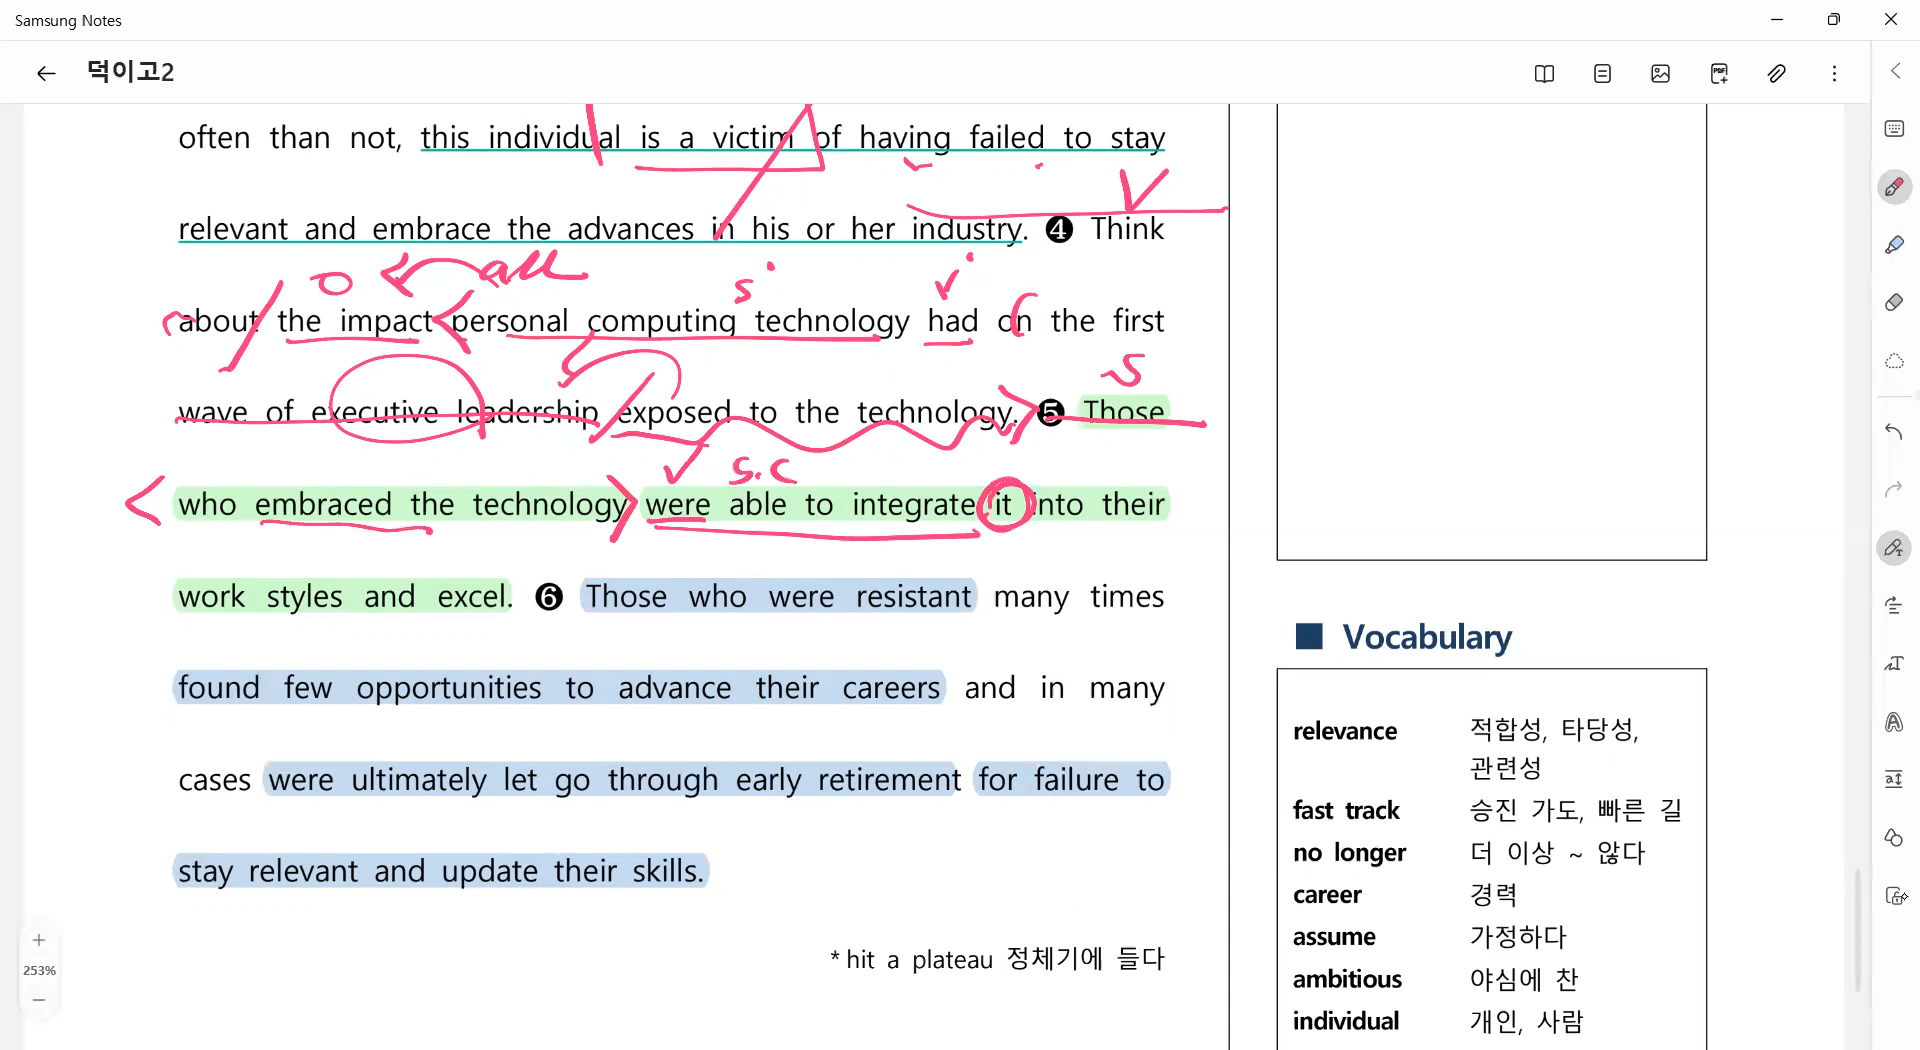 Samsung Notes
덕이고2
often than not, this individual is a victim of having failed to stay
relevant and embrace the advances in his or her industry. ❹ Think
O all S V
about the impact personal computing technology had on the first
S
wave of executive leadership exposed to the technology. ❺ Those
S.C
who embraced the technology were able to integrate it into their
work styles and excel. ❻ Those who were resistant many times
found few opportunities to advance their careers and in many
cases were ultimately let go through early retirement for failure to
stay relevant and update their skills.
* hit a plateau 정체기에 들다
253%
■ Vocabulary
relevance 적합성, 타당성,
관련성
fast track 승진 가도, 빠른 길
no longer 더 이상 ~ 않다
career 경력
assume 가정하다
ambitious 야심에 찬
individual 개인, 사람